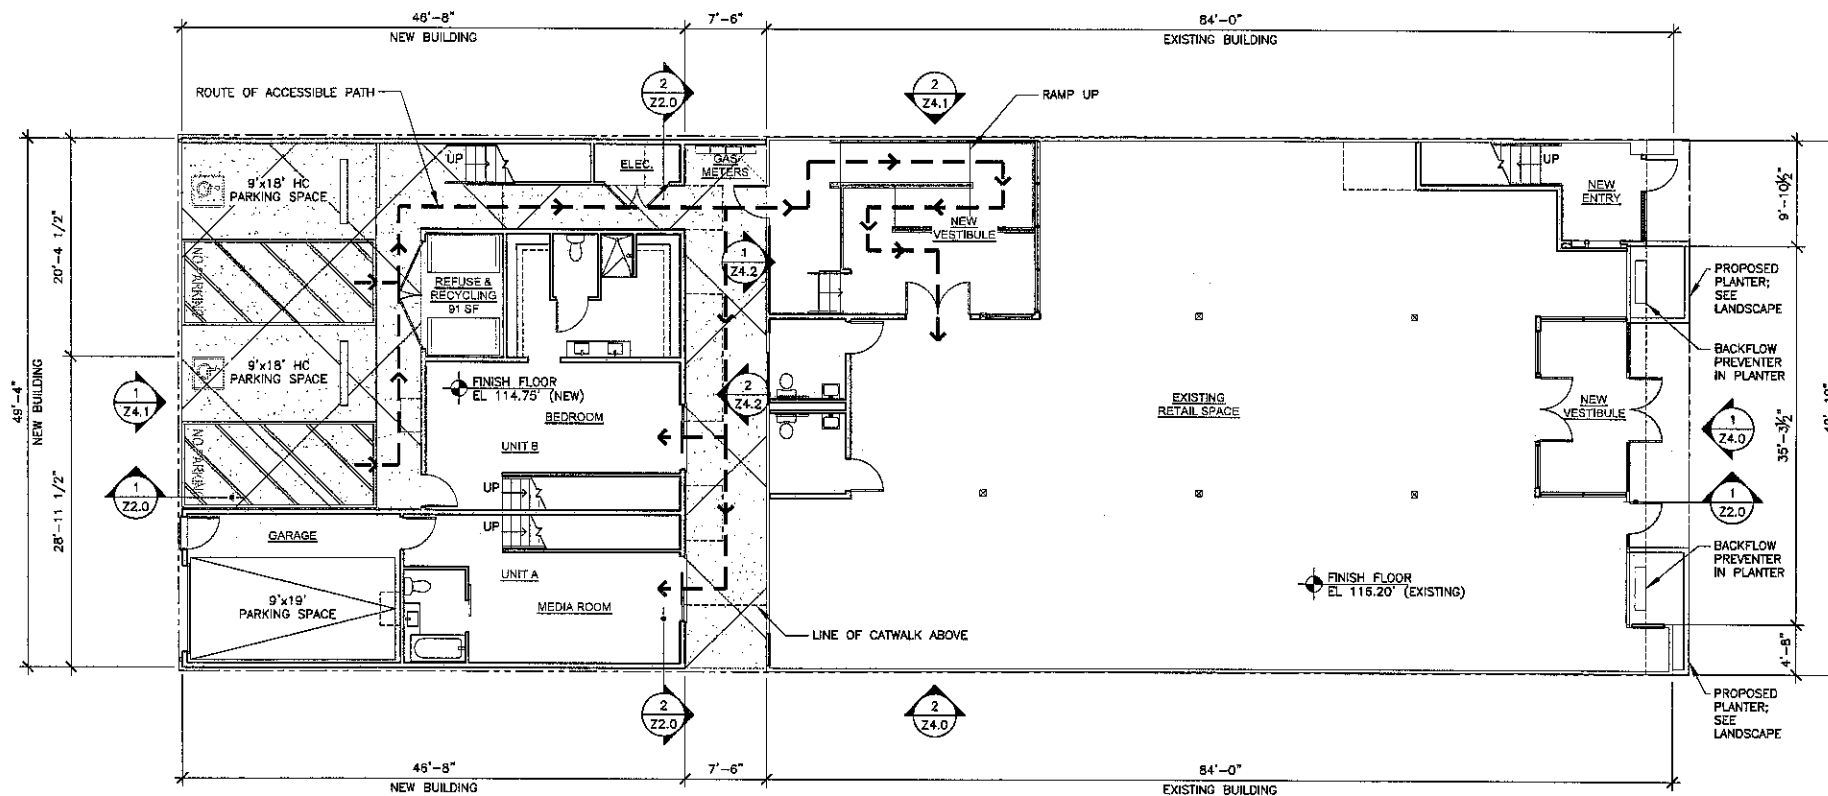 46'-8"
NEW BUILDING
7'-6"
84'-0"
EXISTING BUILDING
ROUTE OF ACCESSIBLE PATH
2
Z2.0
2
Z4.1
RAMP UP
UP
ELEC.
GAS
METERS
UP
NEW
ENTRY
9'x18' HC
PARKING SPACE
NEW
VESTIBULE
9'-10½"
20'-4 1/2"
NO PARKING
REFUSE &
RECYCLING
91 SF
1
Z4.2
PROPOSED
PLANTER;
SEE
LANDSCAPE
BACKFLOW
PREVENTER
IN PLANTER
9'x18' HC
PARKING SPACE
FINISH FLOOR
EL 114.75' (NEW)
BEDROOM
2
Z4.2
EXISTING
RETAIL SPACE
NEW
VESTIBULE
1
Z4.1
49'-4"
NEW BUILDING
UNIT B
1
Z4.0
35'-3½"
NO PARKING
1
Z2.0
UP
UP
1
Z2.0
28'-11 1/2"
GARAGE
UNIT A
BACKFLOW
PREVENTER
IN PLANTER
9'x19'
PARKING SPACE
MEDIA ROOM
FINISH FLOOR
EL 116.20' (EXISTING)
LINE OF CATWALK ABOVE
4'-8"
2
Z2.0
2
Z4.0
PROPOSED
PLANTER;
SEE
LANDSCAPE
46'-8"
NEW BUILDING
7'-6"
84'-0"
EXISTING BUILDING